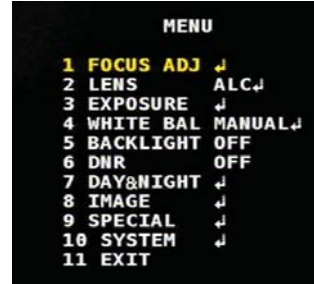 MENU
1 FOCUS ADJ ↲
2 LENS ALC↲
3 EXPOSURE ↲
4 WHITE BAL MANUAL↲
5 BACKLIGHT OFF
6 DNR OFF
7 DAY&NIGHT ↲
8 IMAGE ↲
9 SPECIAL ↲
10 SYSTEM ↲
11 EXIT